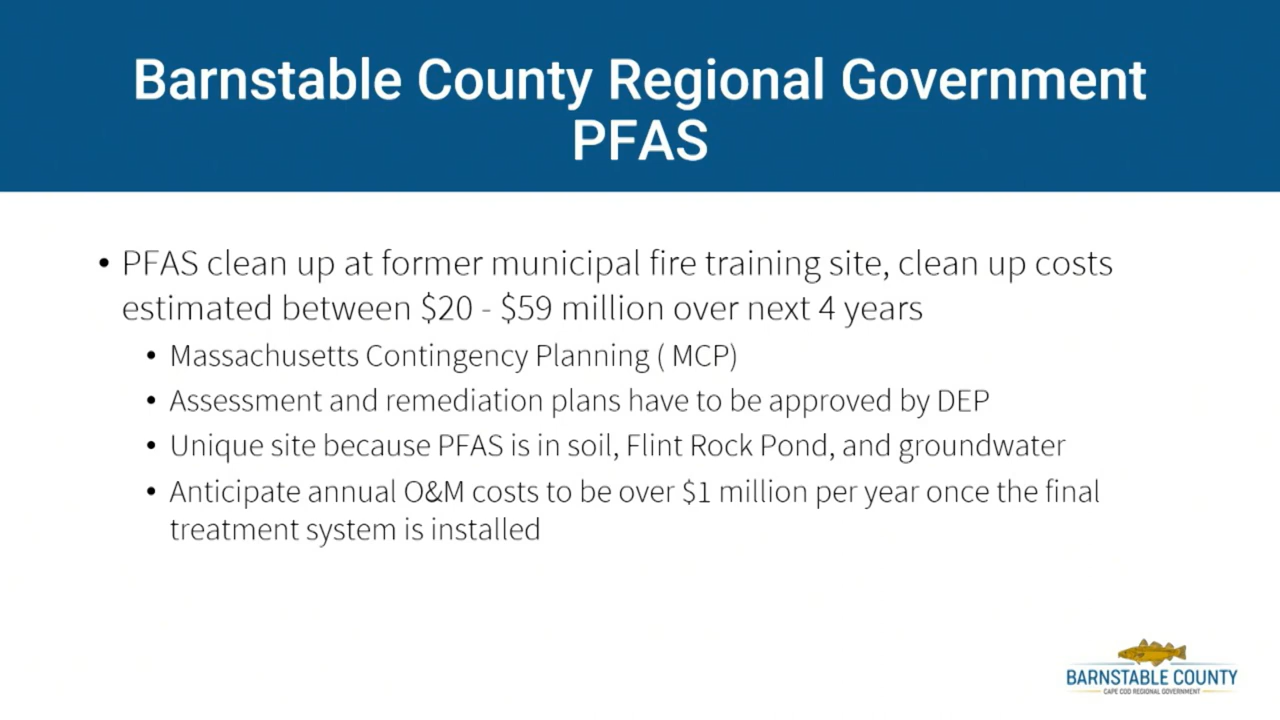 Barnstable County Regional Government
PFAS
• PFAS clean up at former municipal fire training site, clean up costs
estimated between $20 - $59 million over next 4 years
• Massachusetts Contingency Planning ( MCP)
• Assessment and remediation plans have to be approved by DEP
• Unique site because PFAS is in soil, Flint Rock Pond, and groundwater
• Anticipate annual O&M costs to be over $1 million per year once the final
treatment system is installed
BARNSTABLE COUNTY
CAPE COD REGIONAL GOVERNMENT